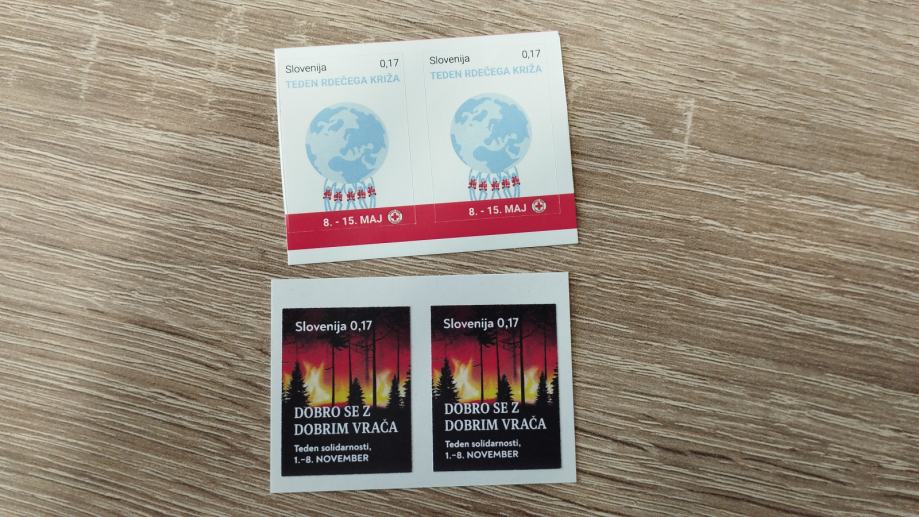 Slovenija 0,17
TEDEN RDEČEGA KRIŽA
8. - 15. MAJ
Slovenija 0,17
TEDEN RDEČEGA KRIŽA
8. - 15. MAJ
Slovenija 0,17
DOBRO SE Z
DOBRIM VRAČA
Teden solidarnosti,
1.–8. NOVEMBER
Slovenija 0,17
DOBRO SE Z
DOBRIM VRAČA
Teden solidarnosti,
1.–8. NOVEMBER